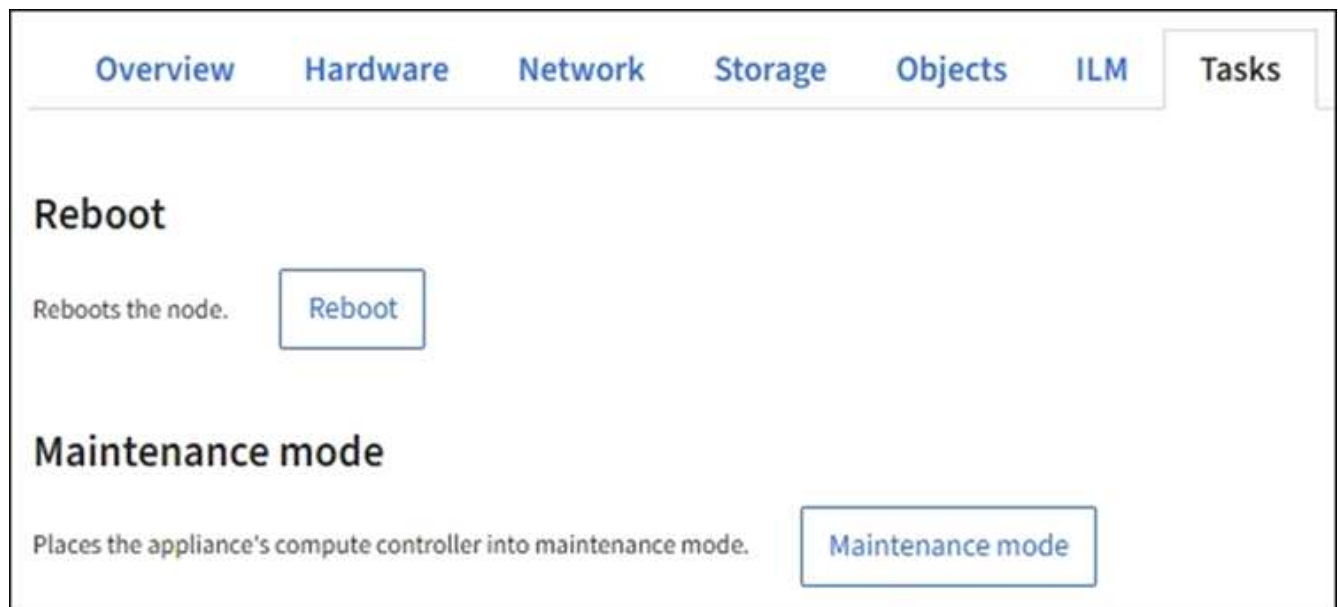 Overview Hardware Network Storage Objects ILM Tasks
Reboot
Reboots the node. Reboot
Maintenance mode
Places the appliance's compute controller into maintenance mode. Maintenance mode